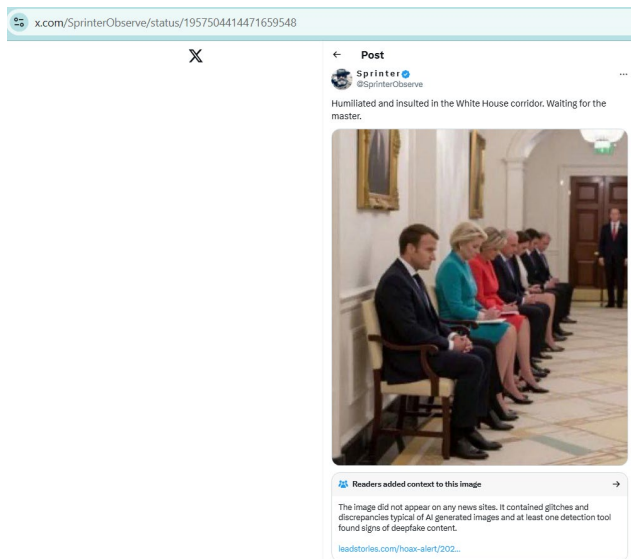 x.com/SprinterObserve/status/1957504414471659548
Post
Sprinter
@SprinterObserve
Humiliated and insulted in the White House corridor. Waiting for the
master.
Readers added context to this image
The image did not appear on any news sites. It contained glitches and
discrepancies typical of AI generated images and at least one detection tool
found signs of deepfake content.
leadstories.com/hoax-alert/202...